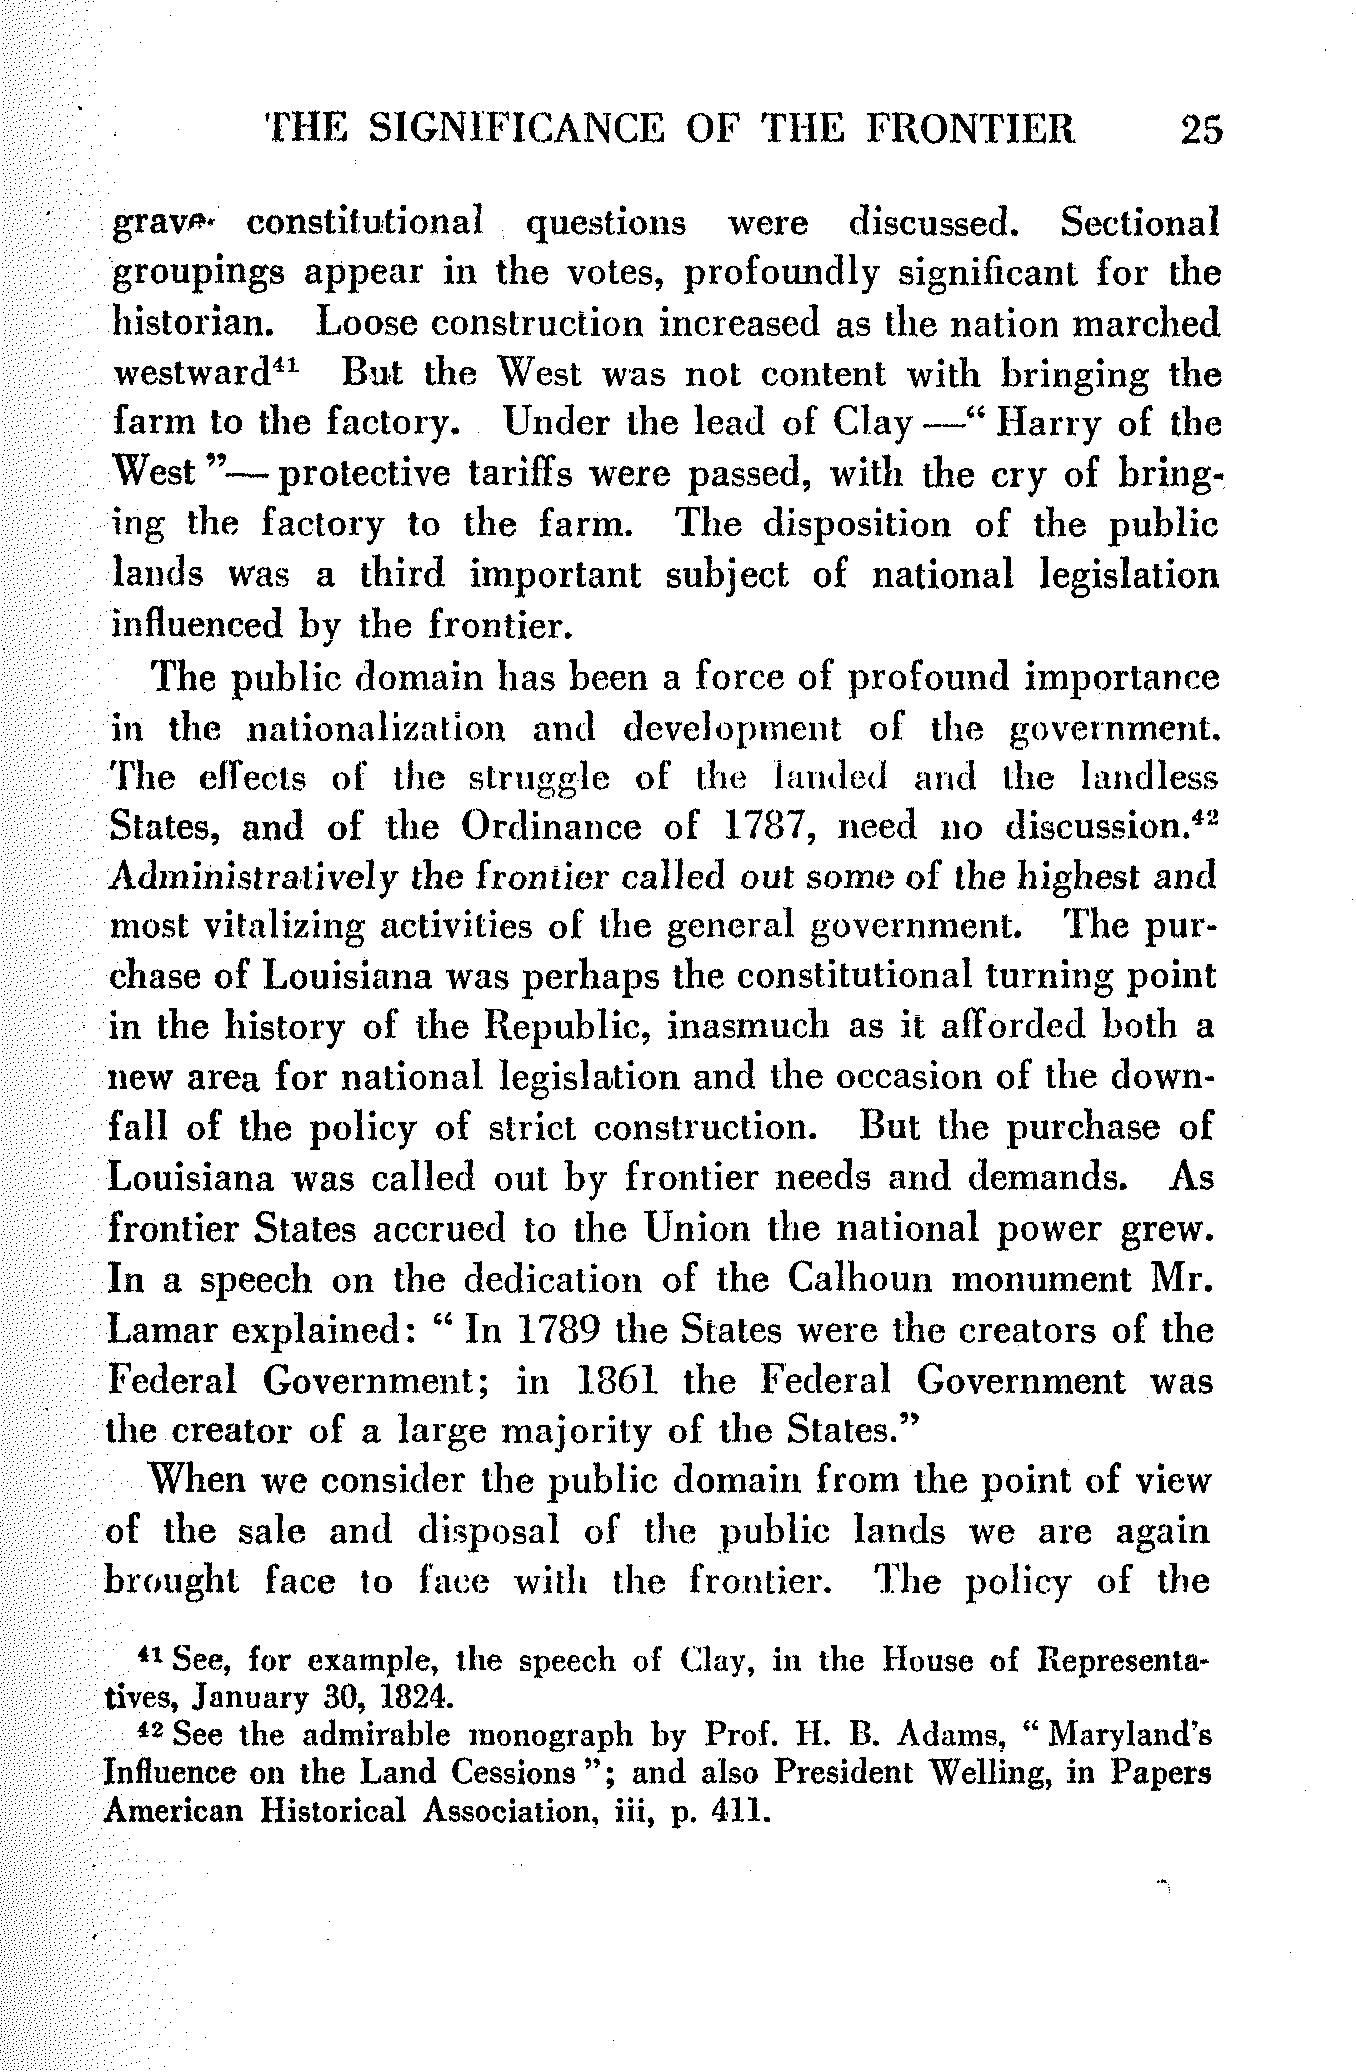 THE SIGNIFICANCE OF THE FRONTIER 25
grave constitutional questions were discussed. Sectional
groupings appear in the votes, profoundly significant for the
historian. Loose construction increased as the nation marched
westward⁴¹ But the West was not content with bringing the
farm to the factory. Under the lead of Clay —" Harry of the
West "— protective tariffs were passed, with the cry of bring-
ing the factory to the farm. The disposition of the public
lands was a third important subject of national legislation
influenced by the frontier.
The public domain has been a force of profound importance
in the nationalization and development of the government.
The effects of the struggle of the landed and the landless
States, and of the Ordinance of 1787, need no discussion.⁴²
Administratively the frontier called out some of the highest and
most vitalizing activities of the general government. The pur-
chase of Louisiana was perhaps the constitutional turning point
in the history of the Republic, inasmuch as it afforded both a
new area for national legislation and the occasion of the down-
fall of the policy of strict construction. But the purchase of
Louisiana was called out by frontier needs and demands. As
frontier States accrued to the Union the national power grew.
In a speech on the dedication of the Calhoun monument Mr.
Lamar explained: " In 1789 the States were the creators of the
Federal Government; in 1861 the Federal Government was
the creator of a large majority of the States."
When we consider the public domain from the point of view
of the sale and disposal of the public lands we are again
brought face to face with the frontier. The policy of the
⁴¹ See, for example, the speech of Clay, in the House of Representa-
tives, January 30, 1824.
⁴² See the admirable monograph by Prof. H. B. Adams, " Maryland's
Influence on the Land Cessions "; and also President Welling, in Papers
American Historical Association, iii, p. 411.